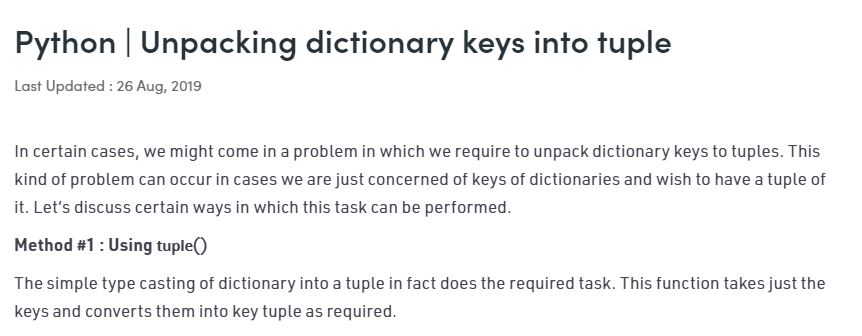 Python | Unpacking dictionary keys into tuple
Last Updated : 26 Aug, 2019
In certain cases, we might come in a problem in which we require to unpack dictionary keys to tuples. This
kind of problem can occur in cases we are just concerned of keys of dictionaries and wish to have a tuple of
it. Let’s discuss certain ways in which this task can be performed.
Method #1 : Using tuple()
The simple type casting of dictionary into a tuple in fact does the required task. This function takes just the
keys and converts them into key tuple as required.